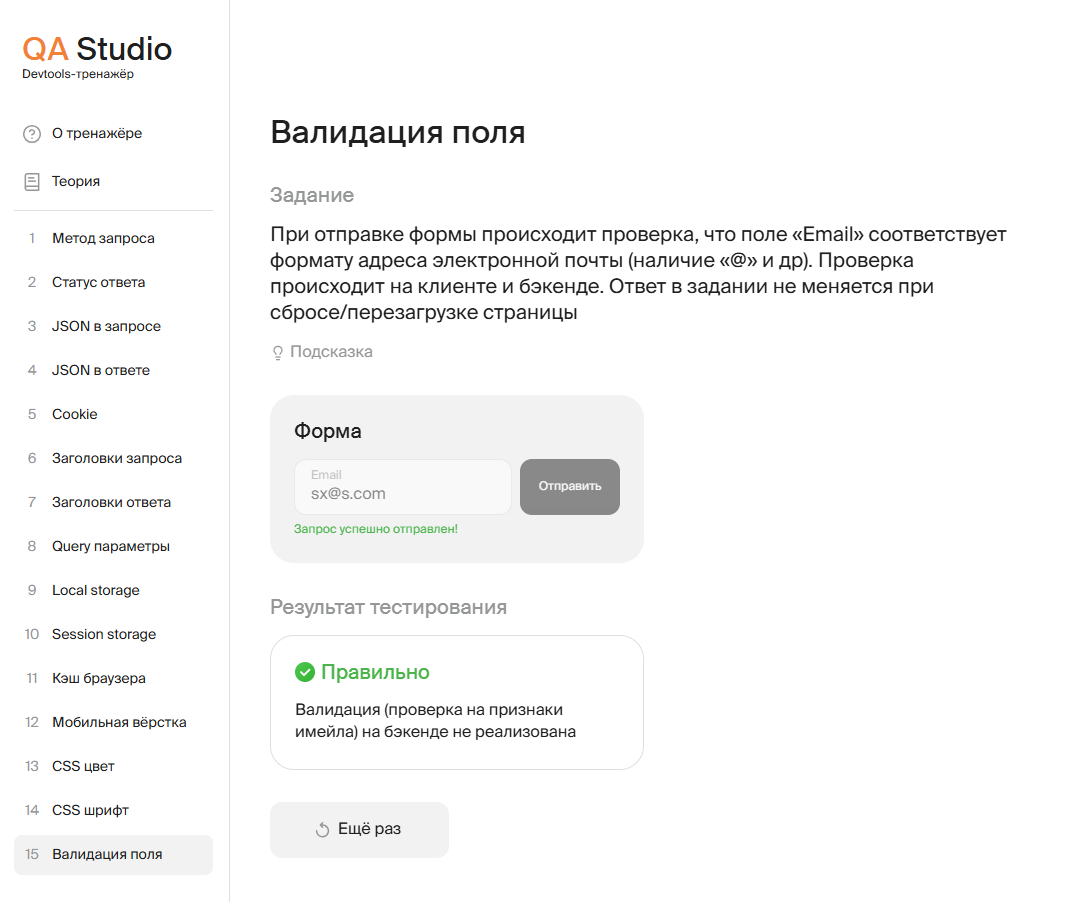 QA Studio
Devtools-тренажёр
О тренажёре
Теория
1 Метод запроса
2 Статус ответа
3 JSON в запросе
4 JSON в ответе
5 Cookie
6 Заголовки запроса
7 Заголовки ответа
8 Query параметры
9 Local storage
10 Session storage
11 Кэш браузера
12 Мобильная вёрстка
13 CSS цвет
14 CSS шрифт
15 Валидация поля
Валидация поля
Задание
При отправке формы происходит проверка, что поле «Email» соответствует
формату адреса электронной почты (наличие «@» и др). Проверка
происходит на клиенте и бэкенде. Ответ в задании не меняется при
сбросе/перезагрузке страницы
Подсказка
Форма
Email
sx@s.com
Отправить
Запрос успешно отправлен!
Результат тестирования
Правильно
Валидация (проверка на признаки
имейла) на бэкенде не реализована
Ещё раз